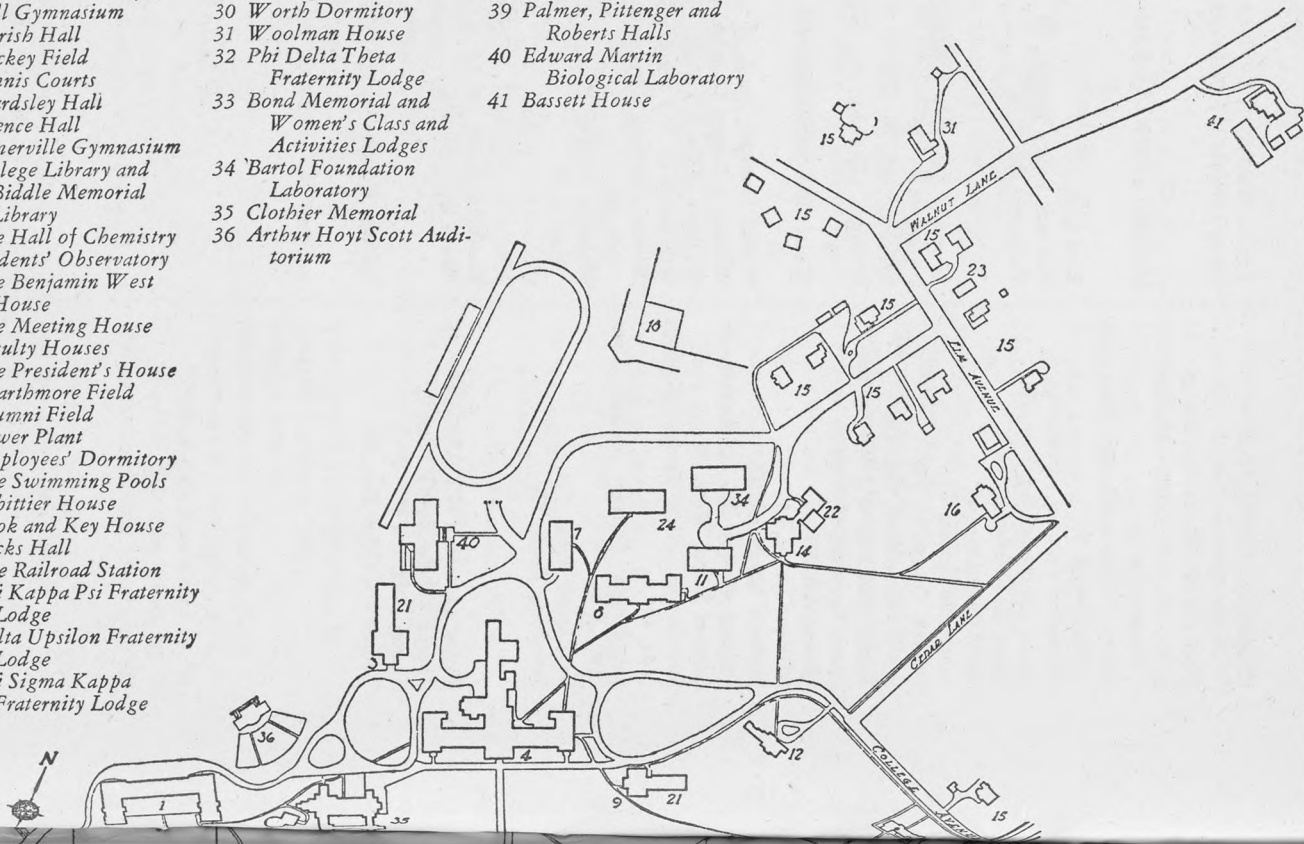 ll Gymnasium
rish Hall
ckey Field
nnis Courts
rdsley Hall
ence Hall
merville Gymnasium
llege Library and
Biddle Memorial
Library
e Hall of Chemistry
dents' Observatory
e Benjamin West
House
e Meeting House
culty Houses
e President's House
arthmore Field
umni Field
wer Plant
ployees' Dormitory
e Swimming Pools
hittier House
ok and Key House
cks Hall
e Railroad Station
i Kappa Psi Fraternity
Lodge
lta Upsilon Fraternity
Lodge
i Sigma Kappa
Fraternity Lodge
30 Worth Dormitory
31 Woolman House
32 Phi Delta Theta
Fraternity Lodge
33 Bond Memorial and
Women's Class and
Activities Lodges
34 Bartol Foundation
Laboratory
35 Clothier Memorial
36 Arthur Hoyt Scott Audi-
torium
39 Palmer, Pittenger and
Roberts Halls
40 Edward Martin
Biological Laboratory
41 Bassett House
41
31
15
WALNUT LANE
15
15
23
15
18
15
15
15
ELM AVENUE
34
24
22
16
7
40
14
11
8
21
3
CEDAR LANE
36
4
12
COLLEGE AVENUE
9
21
15
N
1
35